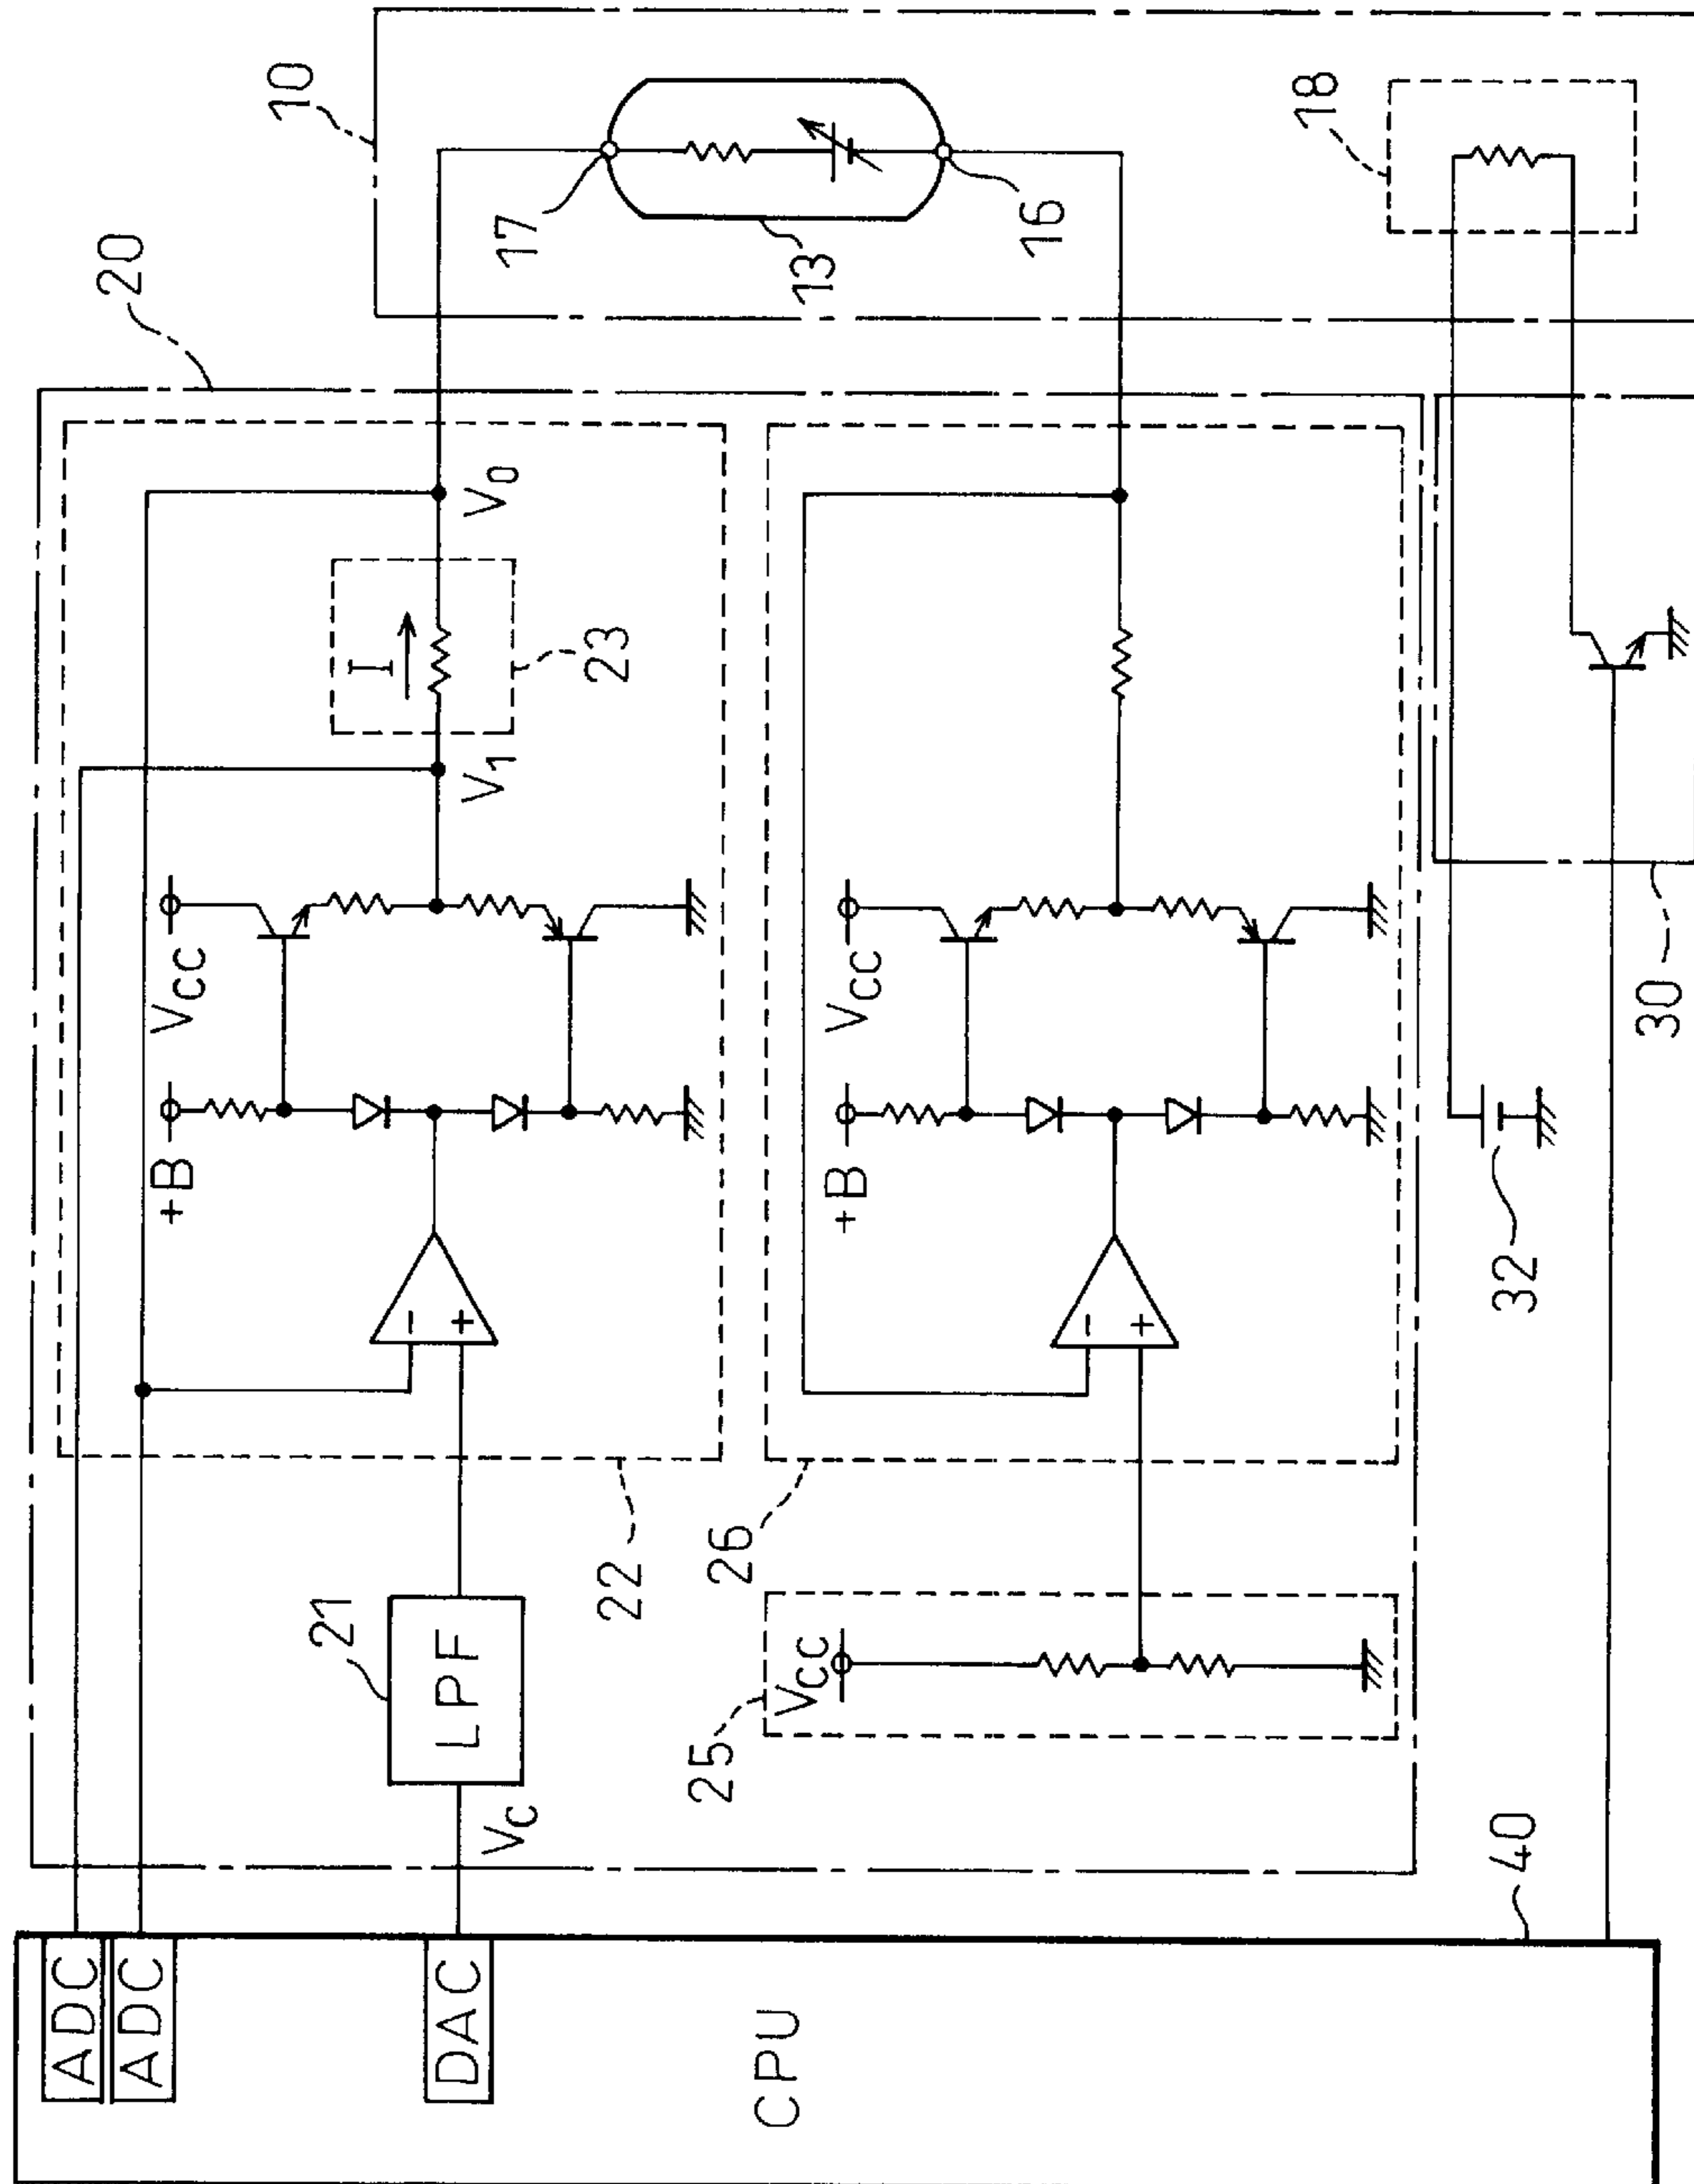 10
20
17
13
16
18
V0
I
23
V1
VCC
+B
VCC
+B
30
32
22
26
21
LPF
VC
25
VCC
40
ADC
ADC
DAC
CPU
-
+
-
+